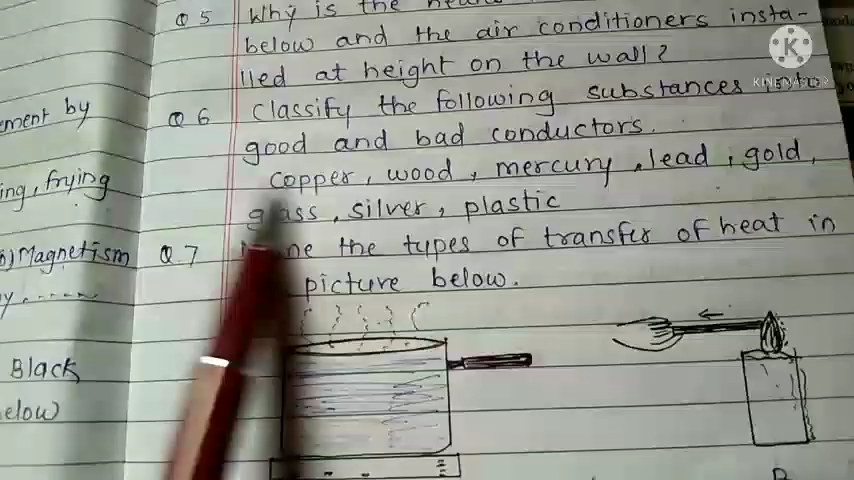 Q 5 Why is the
below and the air conditioners insta-
lled at height on the wall?
Q 6 Classify the following substances into
good and bad conductors.
copper, wood, mercury, lead, gold,
glass, silver, plastic
Q 7 the types of transfer of heat in
picture below.
ement by
ing, frying
) Magnetism
y,
Black
elow)
K
KINEMASTER
B